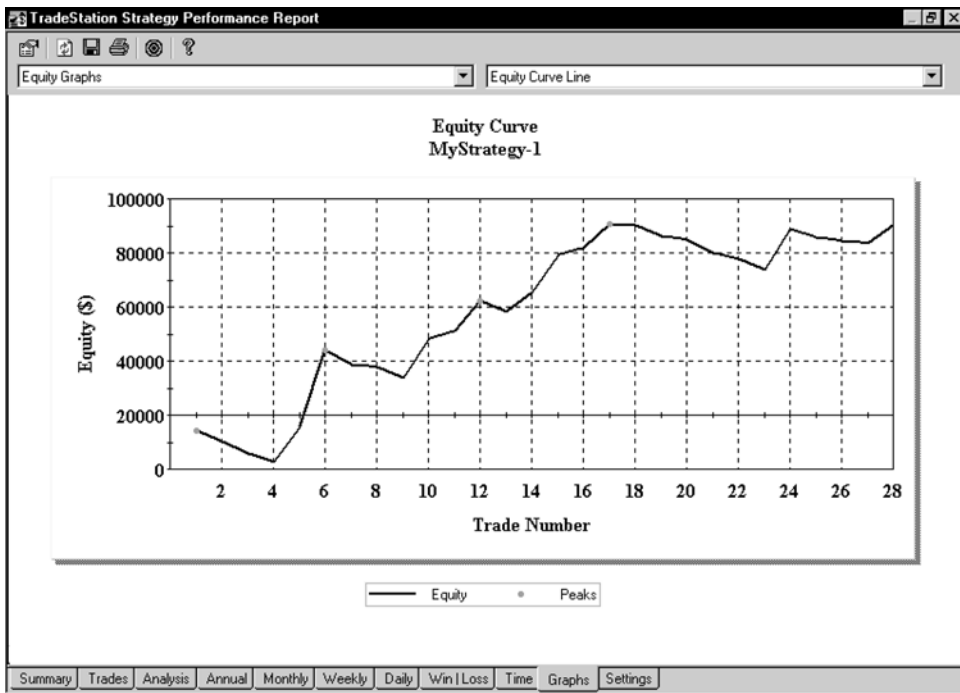 TradeStation Strategy Performance Report
Equity Graphs Equity Curve Line
Equity Curve
MyStrategy-1
100000
80000
60000
40000
20000
0
Equity ($)
2 4 6 8 10 12 14 16 18 20 22 24 26 28
Trade Number
Equity Peaks
Summary Trades Analysis Annual Monthly Weekly Daily Win | Loss Time Graphs Settings